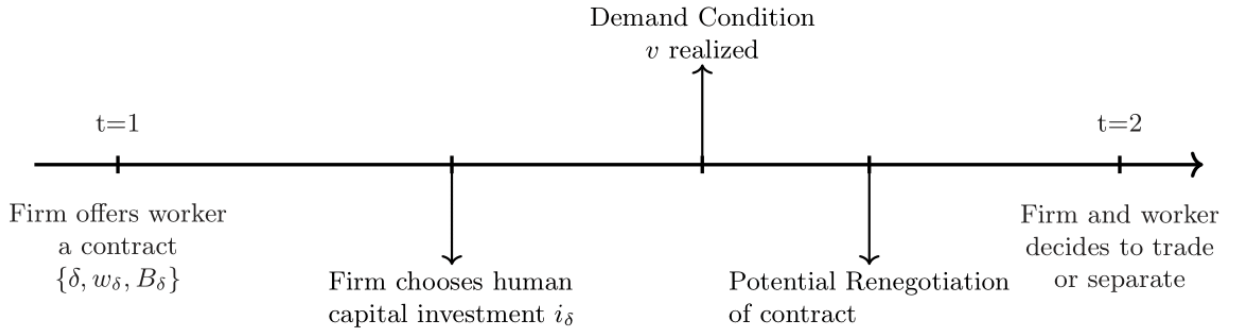 Demand Condition
v realized
t=1
t=2
Firm offers worker
a contract
{δ, w_δ, B_δ}
Firm chooses human
capital investment i_δ
Potential Renegotiation
of contract
Firm and worker
decides to trade
or separate